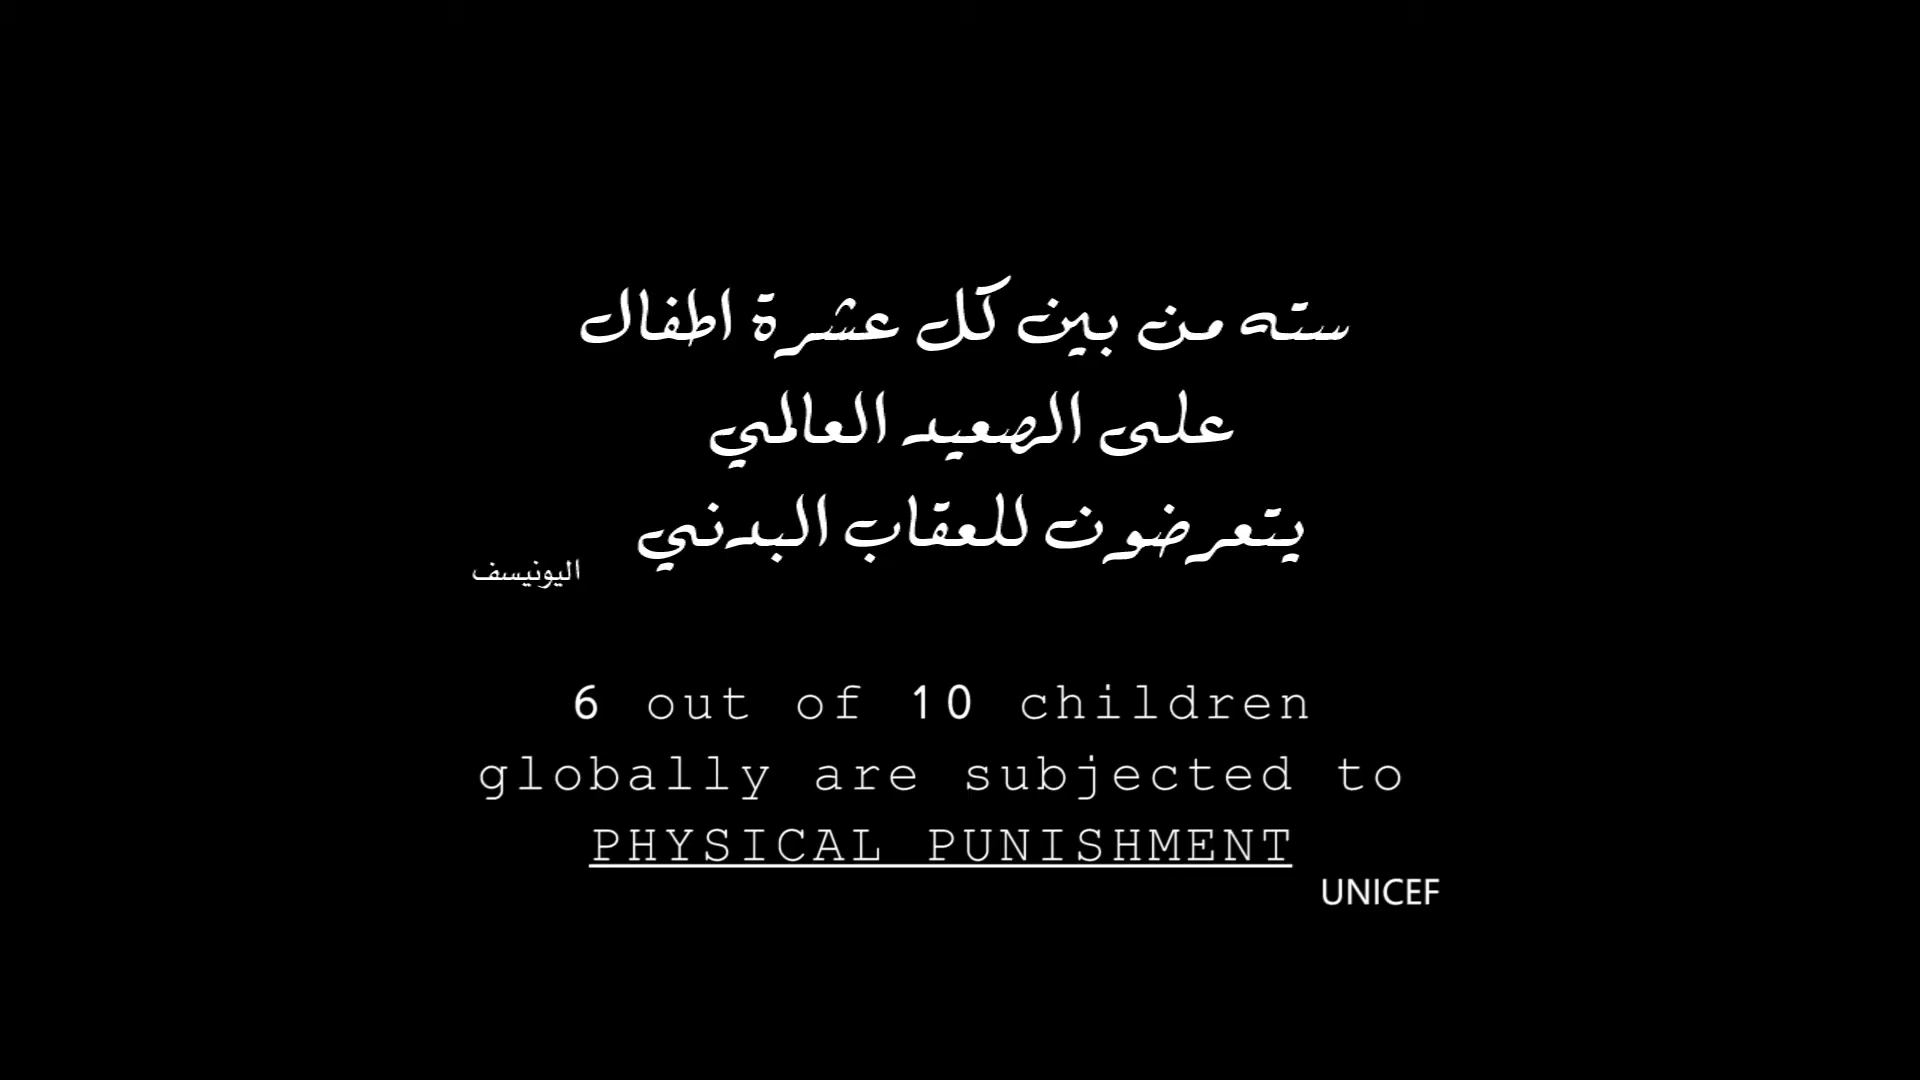 سته من بين كل عشرة اطفال
على الصعيد العالمي
يتعرضون للعقاب البدني
اليونيسف
6 out of 10 children
globally are subjected to
PHYSICAL PUNISHMENT
UNICEF